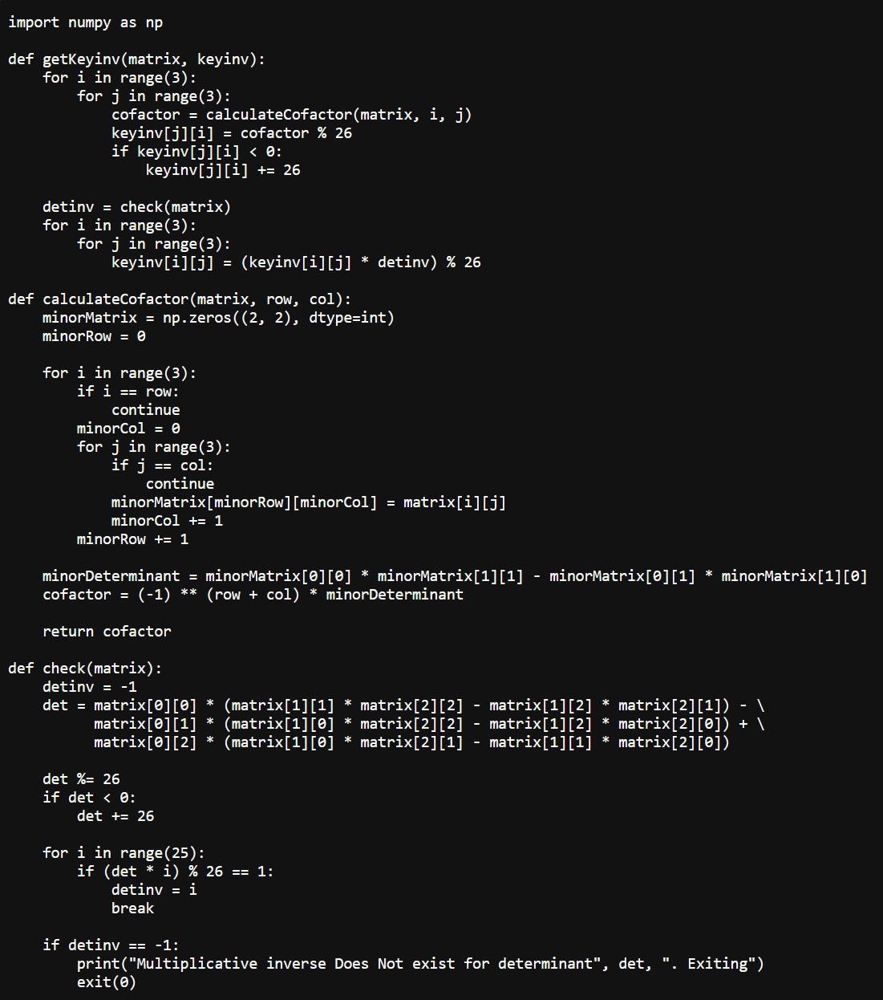 import numpy as np

def getKeyinv(matrix, keyinv):
    for i in range(3):
        for j in range(3):
            cofactor = calculateCofactor(matrix, i, j)
            keyinv[j][i] = cofactor % 26
            if keyinv[j][i] < 0:
                keyinv[j][i] += 26

    detinv = check(matrix)
    for i in range(3):
        for j in range(3):
            keyinv[i][j] = (keyinv[i][j] * detinv) % 26

def calculateCofactor(matrix, row, col):
    minorMatrix = np.zeros((2, 2), dtype=int)
    minorRow = 0

    for i in range(3):
        if i == row:
            continue
        minorCol = 0
        for j in range(3):
            if j == col:
                continue
            minorMatrix[minorRow][minorCol] = matrix[i][j]
            minorCol += 1
        minorRow += 1

    minorDeterminant = minorMatrix[0][0] * minorMatrix[1][1] - minorMatrix[0][1] * minorMatrix[1][0]
    cofactor = (-1) ** (row + col) * minorDeterminant

    return cofactor

def check(matrix):
    detinv = -1
    det = matrix[0][0] * (matrix[1][1] * matrix[2][2] - matrix[1][2] * matrix[2][1]) - \
          matrix[0][1] * (matrix[1][0] * matrix[2][2] - matrix[1][2] * matrix[2][0]) + \
          matrix[0][2] * (matrix[1][0] * matrix[2][1] - matrix[1][1] * matrix[2][0])

    det %= 26
    if det < 0:
        det += 26

    for i in range(25):
        if (det * i) % 26 == 1:
            detinv = i
            break

    if detinv == -1:
        print("Multiplicative inverse Does Not exist for determinant", det, ". Exiting")
        exit(0)